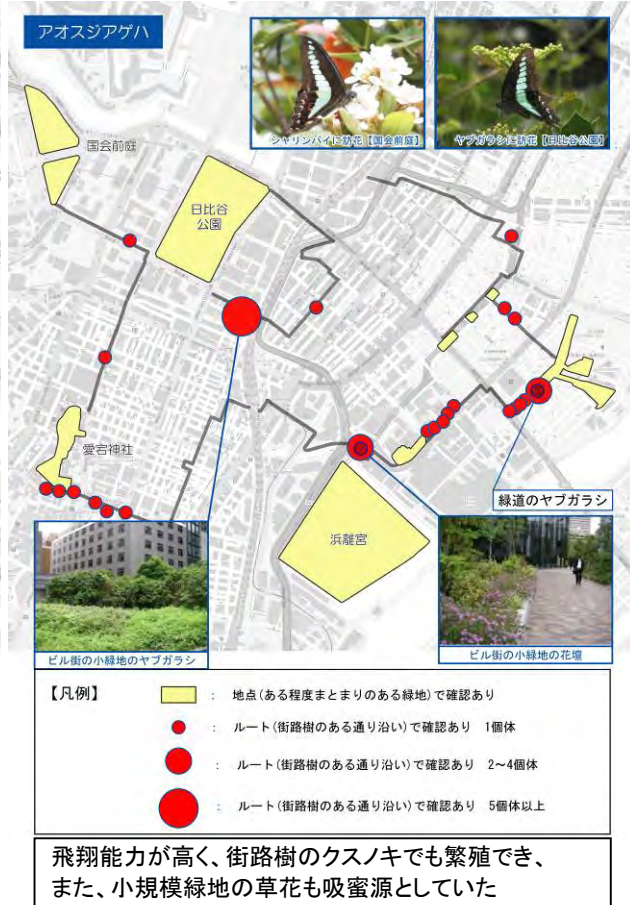 アオスジアゲハ
シャリンバイに訪花【国会前庭】
ヤブガラシに訪花【日比谷公園】
国会前庭
日比谷
公園
愛宕神社
浜離宮
緑道のヤブガラシ
ビル街の小緑地のヤブガラシ
ビル街の小緑地の花壇
【凡例】
: 地点(ある程度まとまりのある緑地)で確認あり
: ルート(街路樹のある通り沿い)で確認あり 1個体
: ルート(街路樹のある通り沿い)で確認あり 2～4個体
: ルート(街路樹のある通り沿い)で確認あり 5個体以上
飛翔能力が高く、街路樹のクスノキでも繁殖でき、
また、小規模緑地の草花も吸蜜源としていた